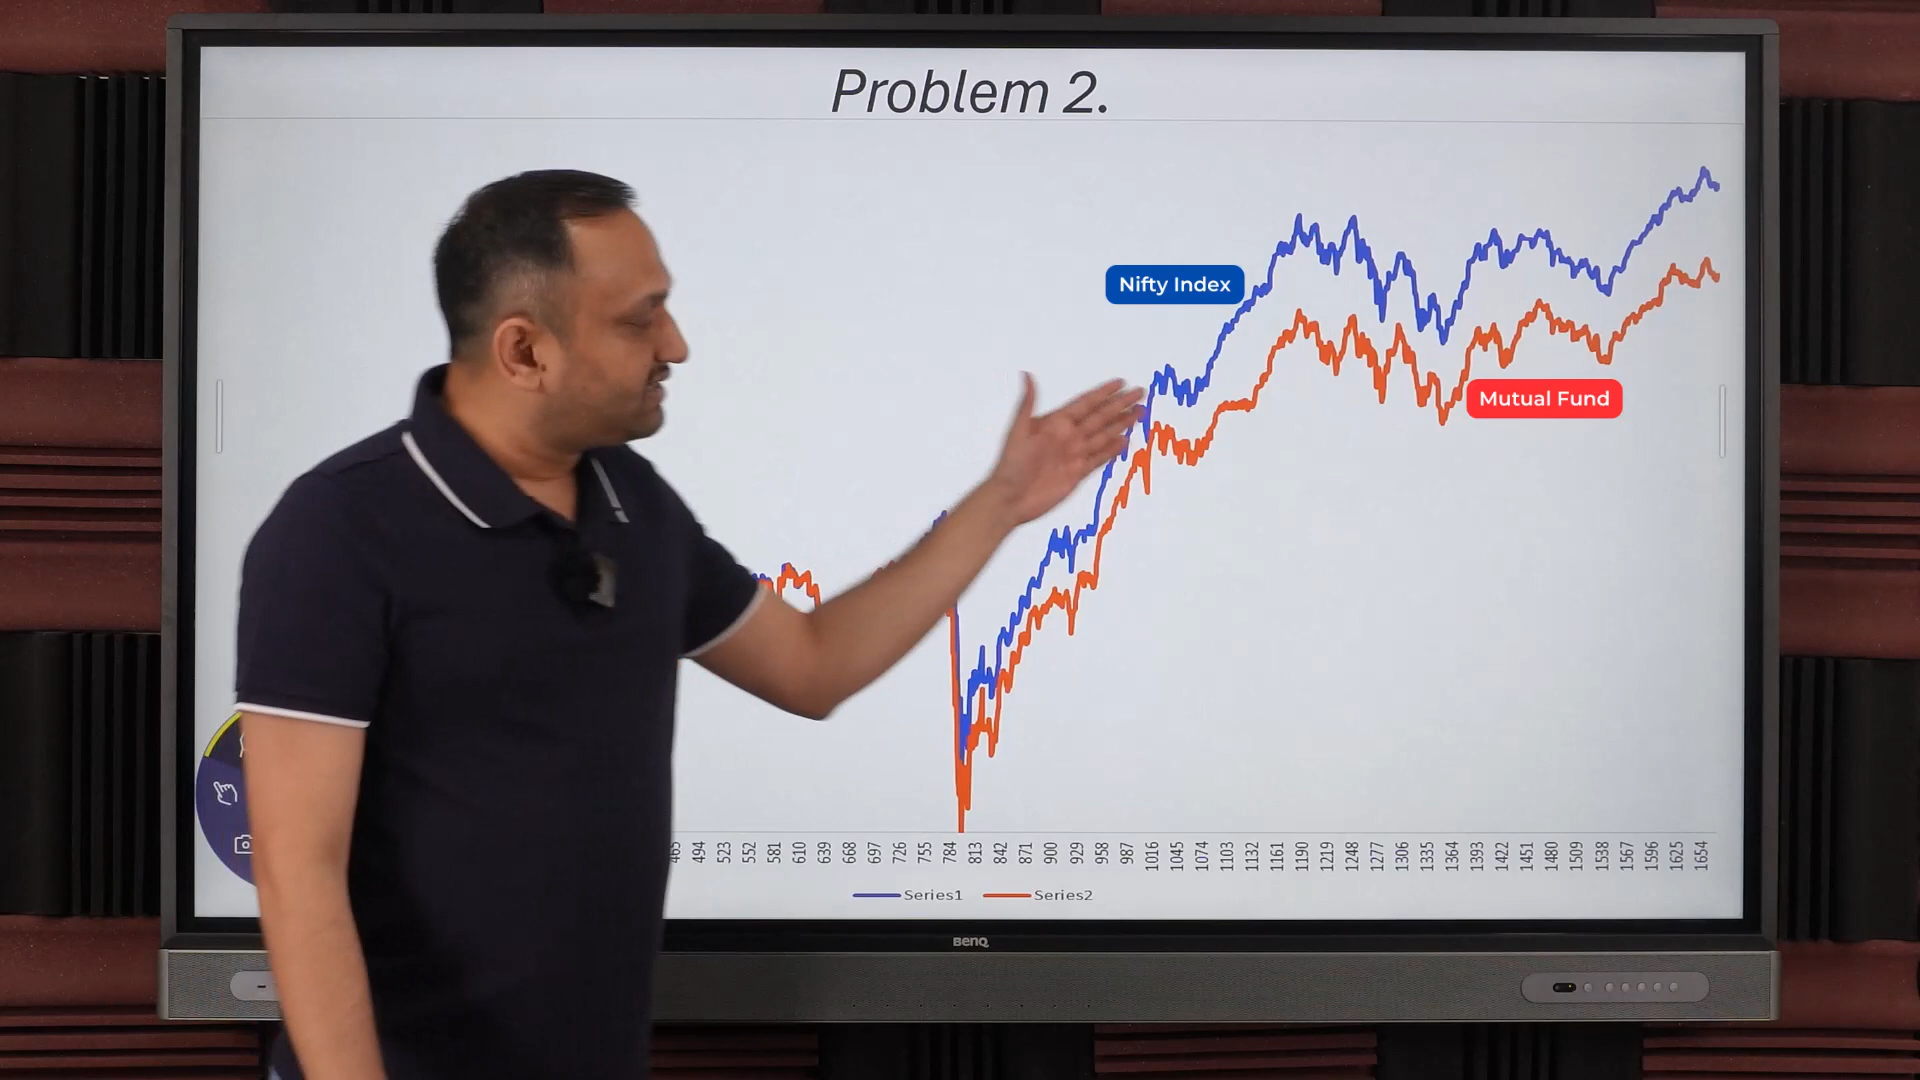 Problem 2.
Nifty Index
Mutual Fund
465 494 523 552 581 610 639 668 697 726 755 784 813 842 871 900 929 958 987 1016 1045 1074 1103 1132 1161 1190 1219 1248 1277 1306 1335 1364 1393 1422 1451 1480 1509 1538 1567 1596 1625 1654
Series1 Series2
BenQ